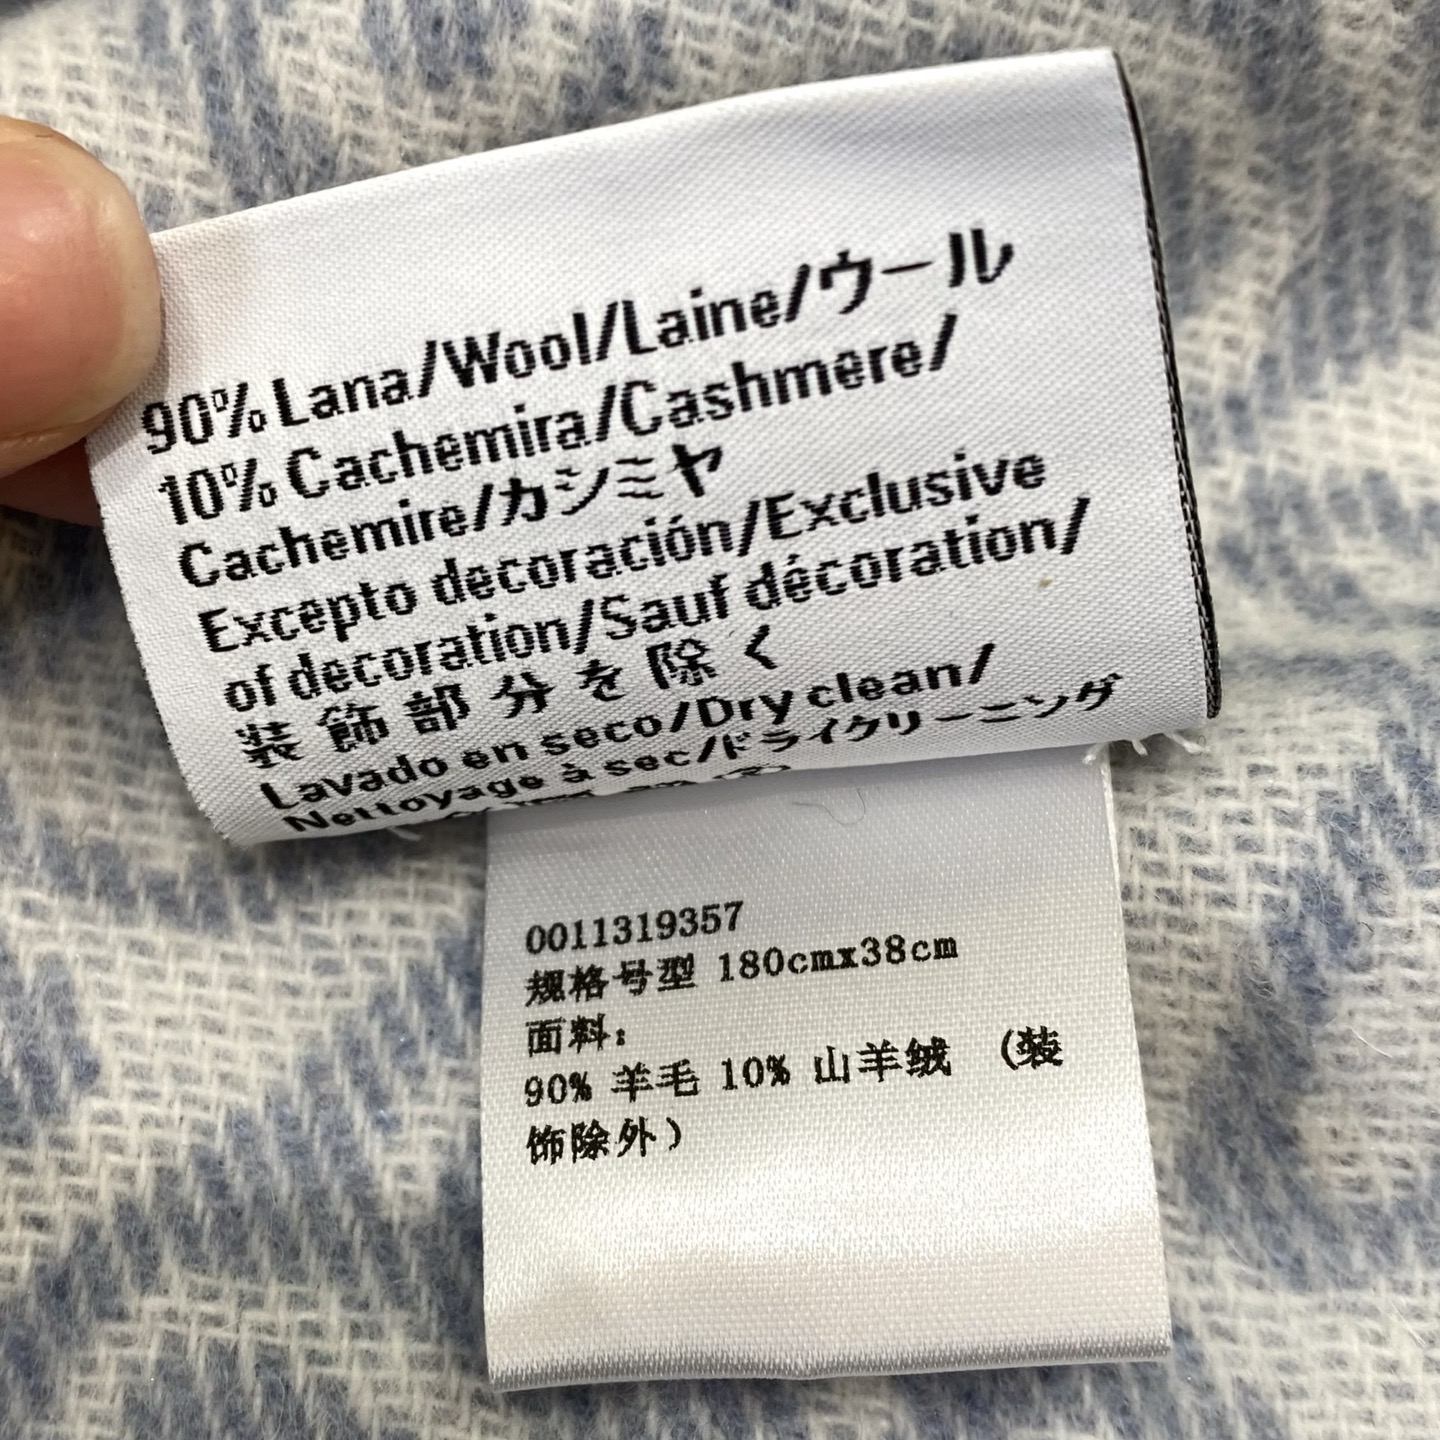 90% Lana/Wool/Laine/ウール
10% Cachemira/Cashmere/
Cachemire/カシミヤ
Excepto decoración/Exclusive
of decoration/Sauf décoration/
装飾部分を除く
Lavado en seco/Dry clean/
Nettoyage à sec/ドライクリーニング
0011319357
规格号型 180cmx38cm
面料：
90% 羊毛 10% 山羊绒 （装
饰除外）